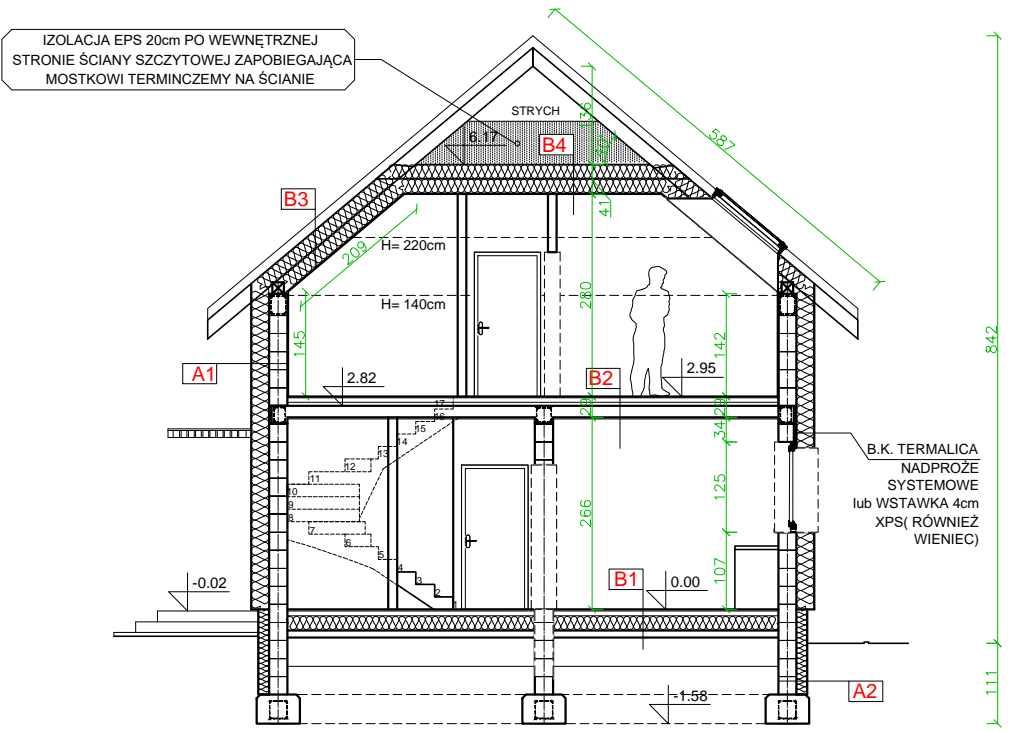 IZOLACJA EPS 20cm PO WEWNĘTRZNEJ
STRONIE ŚCIANY SZCZYTOWEJ ZAPOBIEGAJĄCA
MOSTKOWI TERMINCZEMY NA ŚCIANIE
STRYCH
36
6.17
B4
40
587
B3
41
209
H= 220cm
280
H= 140cm
145
142
842
A1
2.82
B2
2.95
29
29
34
17
16
15
14
13
12
11
10
9
8
7
6
5
4
3
2
1
266
125
107
B.K. TERMALICA
NADPROŻE
SYSTEMOWE
lub WSTAWKA 4cm
XPS( RÓWNIEŻ
WIENIEC)
-0.02
B1
0.00
A2
-1.58
111